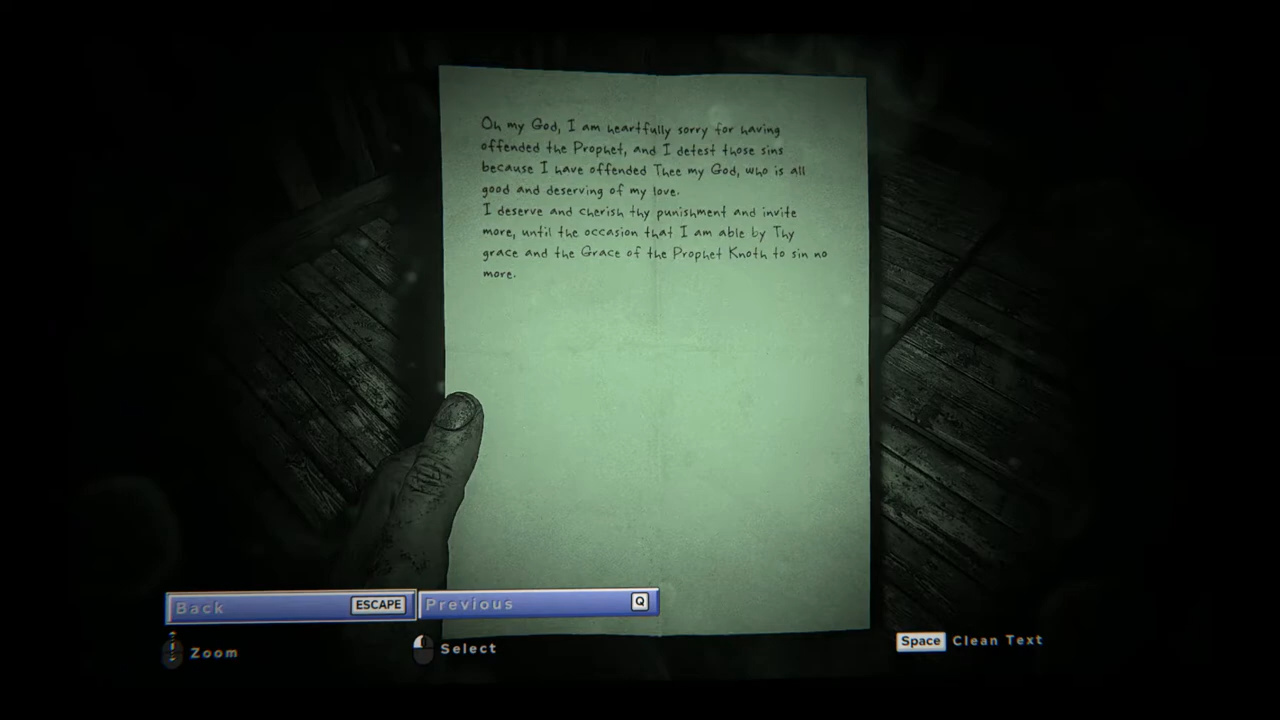 Oh my God, I am heartfully sorry for having
offended the Prophet, and I detest those sins
because I have offended Thee my God, who is all
good and deserving of my love.
I deserve and cherish thy punishment and invite
more, until the occasion that I am able by Thy
grace and the Grace of the Prophet Knoth to sin no
more.
Back ESCAPE Previous Q
Zoom Select Space Clean Text